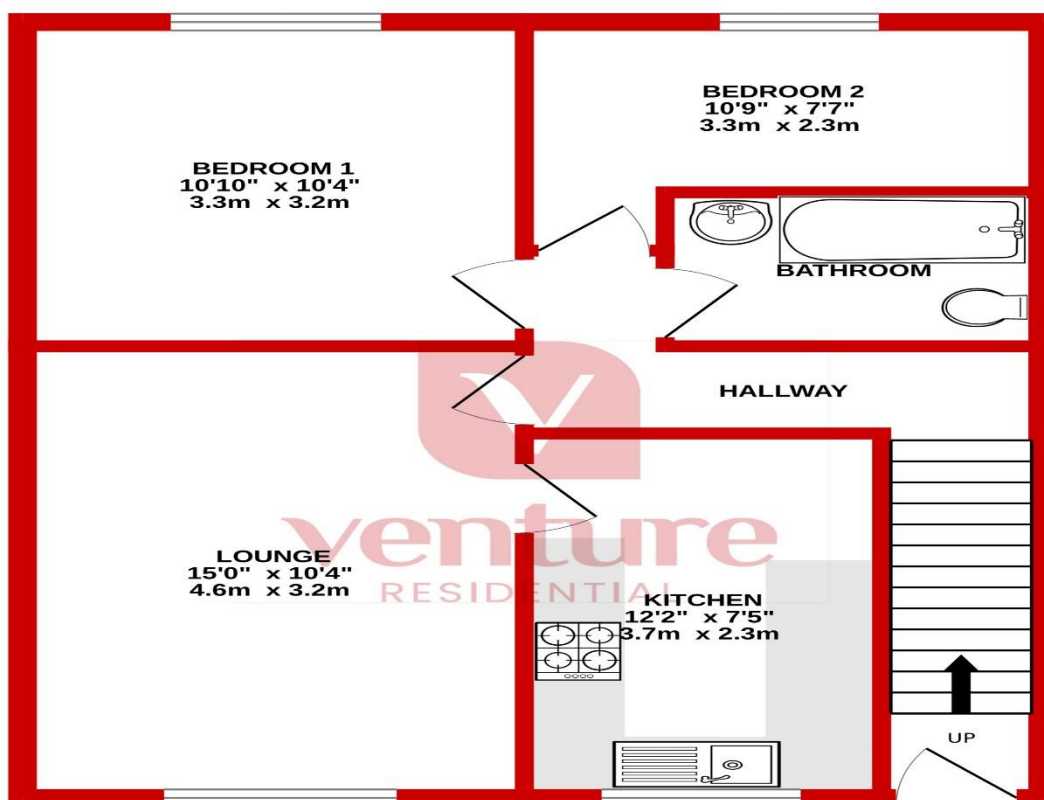 BEDROOM 1
10'10" x 10'4"
3.3m x 3.2m
BEDROOM 2
10'9" x 7'7"
3.3m x 2.3m
BATHROOM
HALLWAY
venture
RESIDENTIAL
LOUNGE
15'0" x 10'4"
4.6m x 3.2m
KITCHEN
12'2" x 7'5"
3.7m x 2.3m
UP